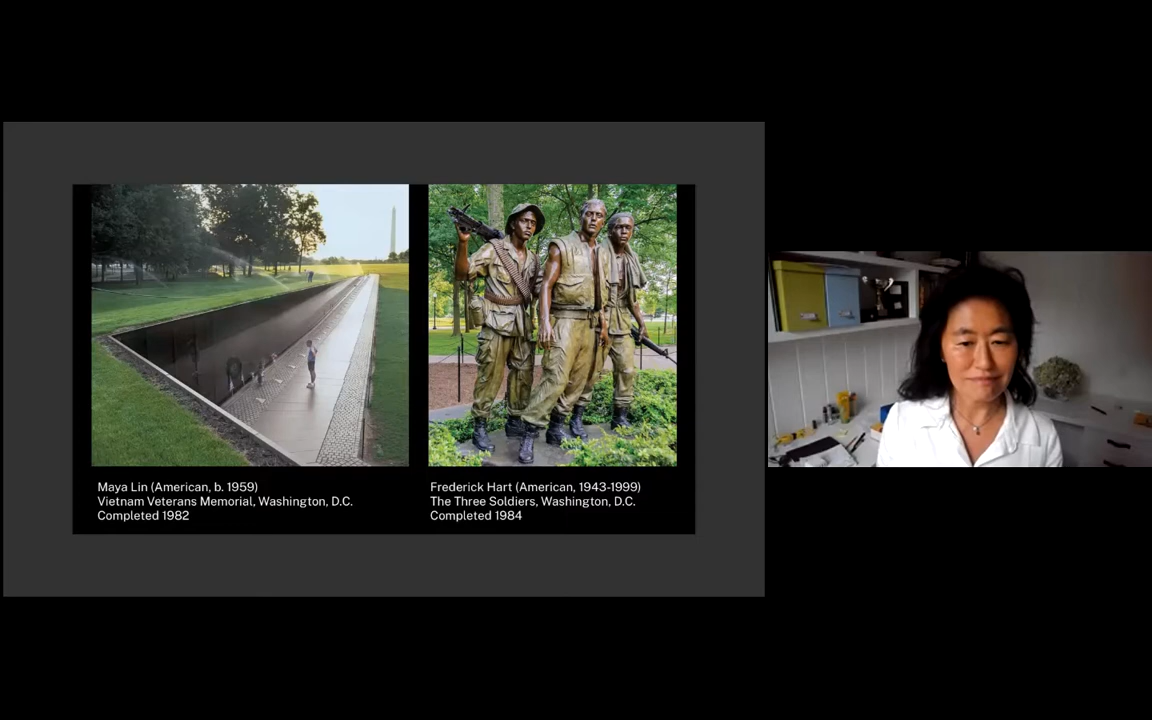 Maya Lin (American, b. 1959)
Vietnam Veterans Memorial, Washington, D.C.
Completed 1982
Frederick Hart (American, 1943-1999)
The Three Soldiers, Washington, D.C.
Completed 1984